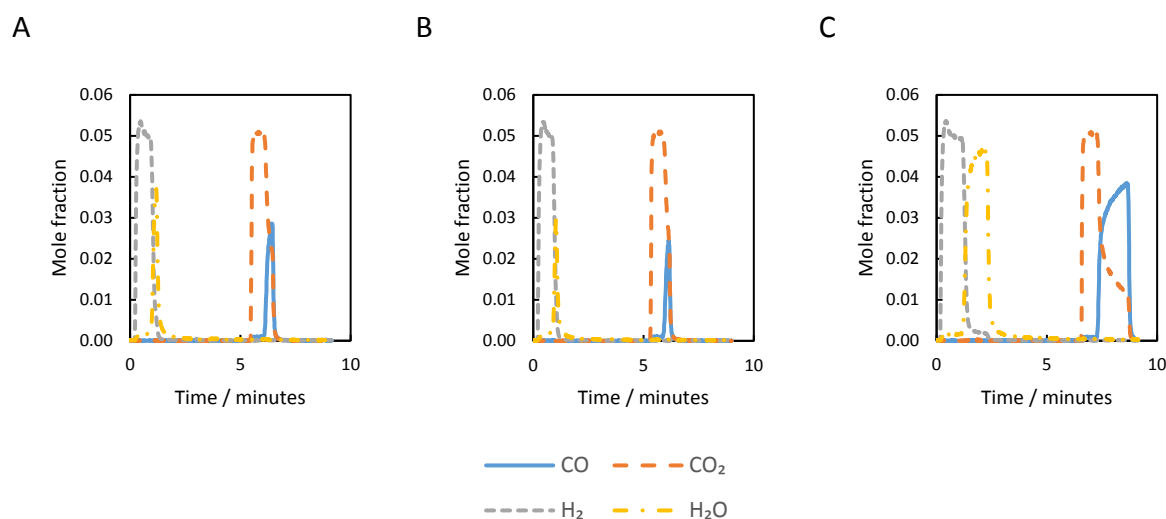 A B C
0.06 0.06 0.06
0.05 0.05 0.05
0.04 0.04 0.04
0.03 0.03 0.03
0.02 0.02 0.02
0.01 0.01 0.01
0.00 0.00 0.00
Mole fraction Mole fraction Mole fraction
0 5 10 0 5 10 0 5 10
Time / minutes Time / minutes Time / minutes
CO CO₂
H₂ H₂O